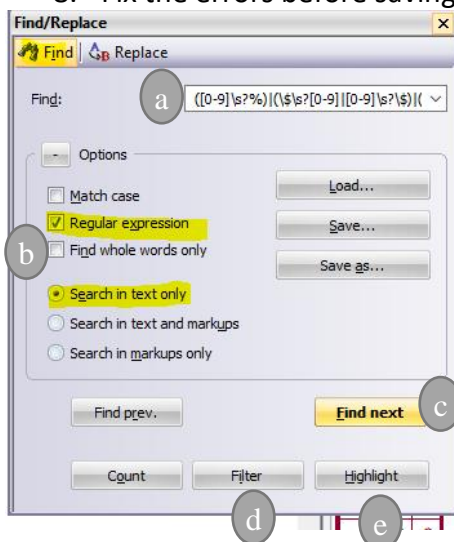 Fix the errors before saving
Find/Replace
Find Replace
Find: a ([0-9]\s?%)|(\$\s?[0-9]|[0-9]\s?\$)|(
Options
Match case Load...
Regular expression Save...
b Find whole words only Save as...
Search in text only
Search in text and markups
Search in markups only
Find prev. Find next c
Count Filter Highlight
d e